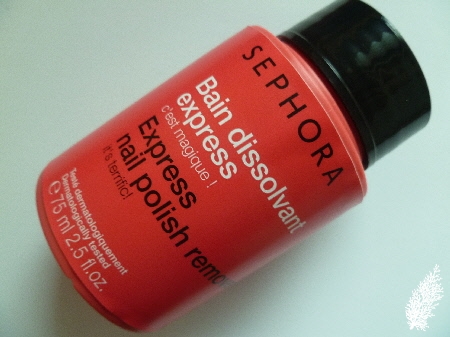 SEPHORA
Bain dissolvant
express
c'est magique !
Express
nail polish
it's terrific!
Testé dermatologiquement
Dermatologically tested
℮ 75 ml 2.5 fl.oz.